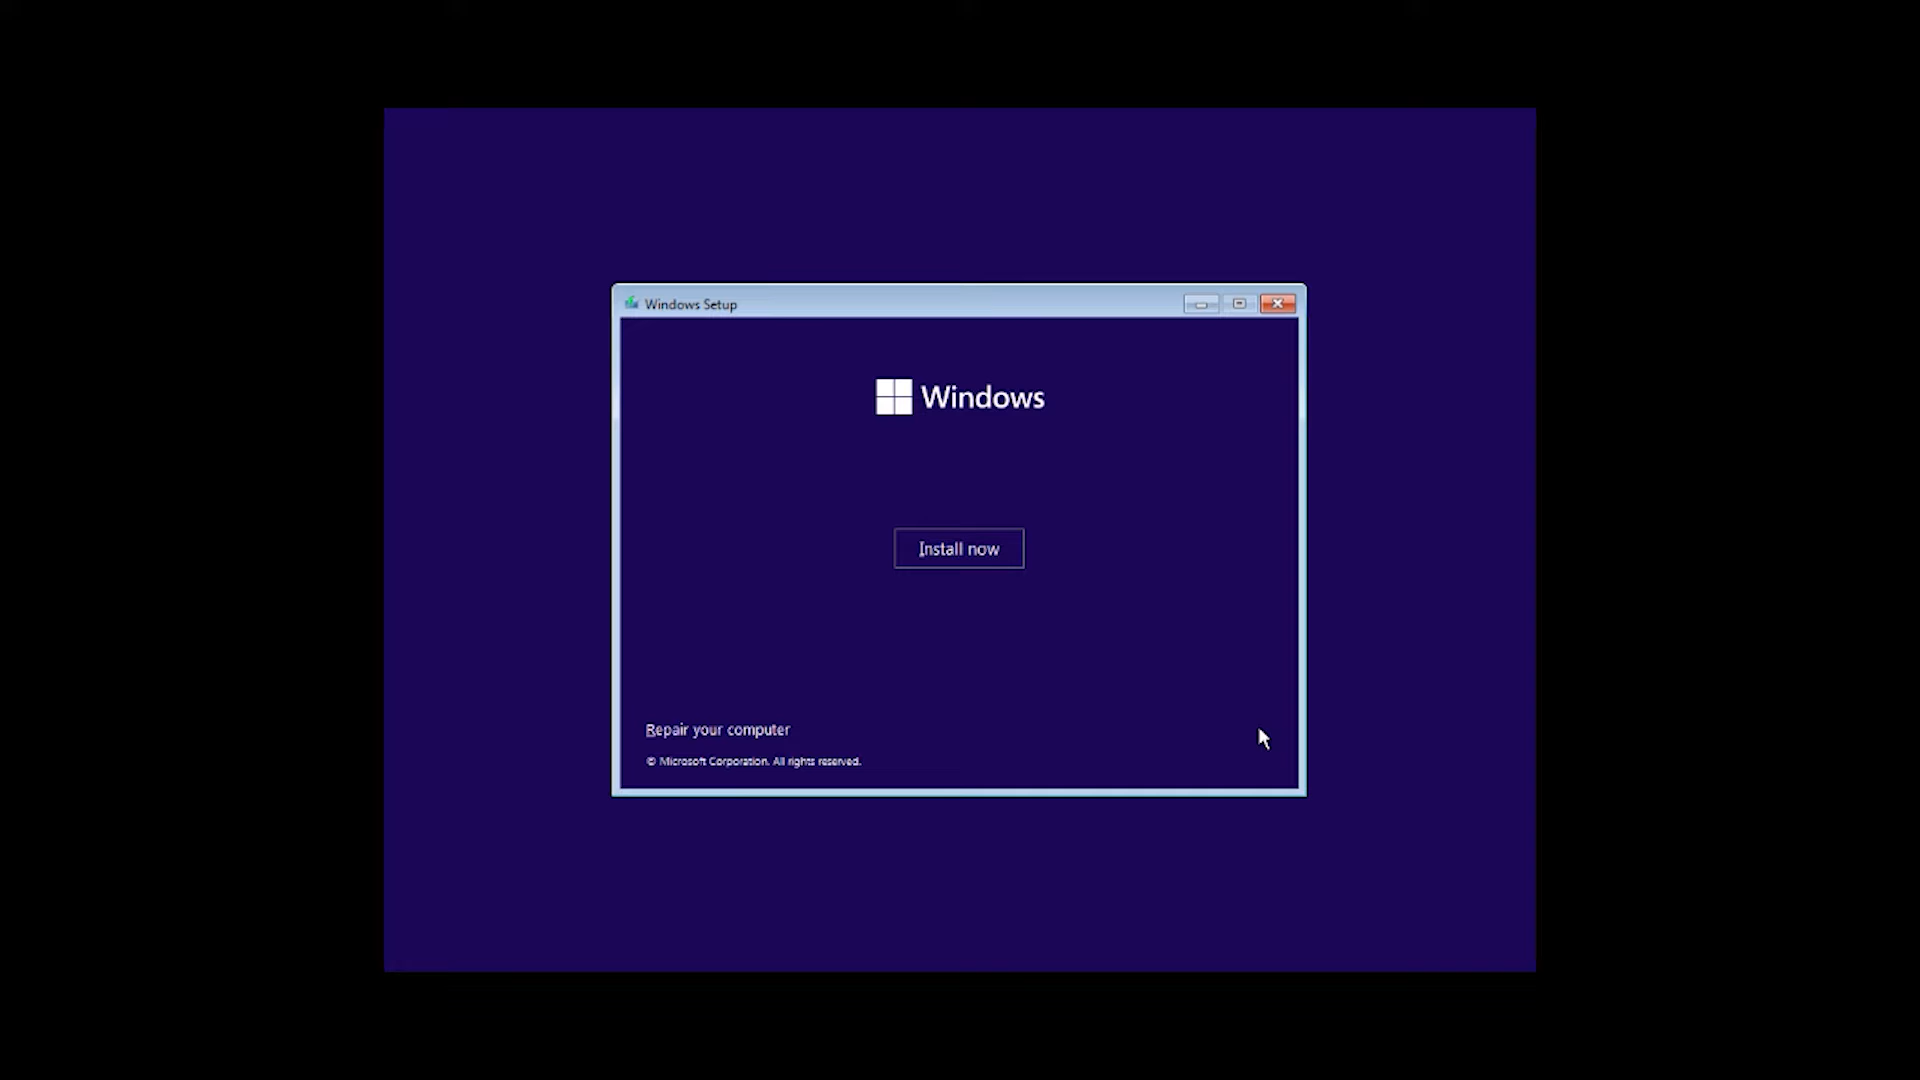 Windows Setup
Windows
Install now
Repair your computer
© Microsoft Corporation. All rights reserved.